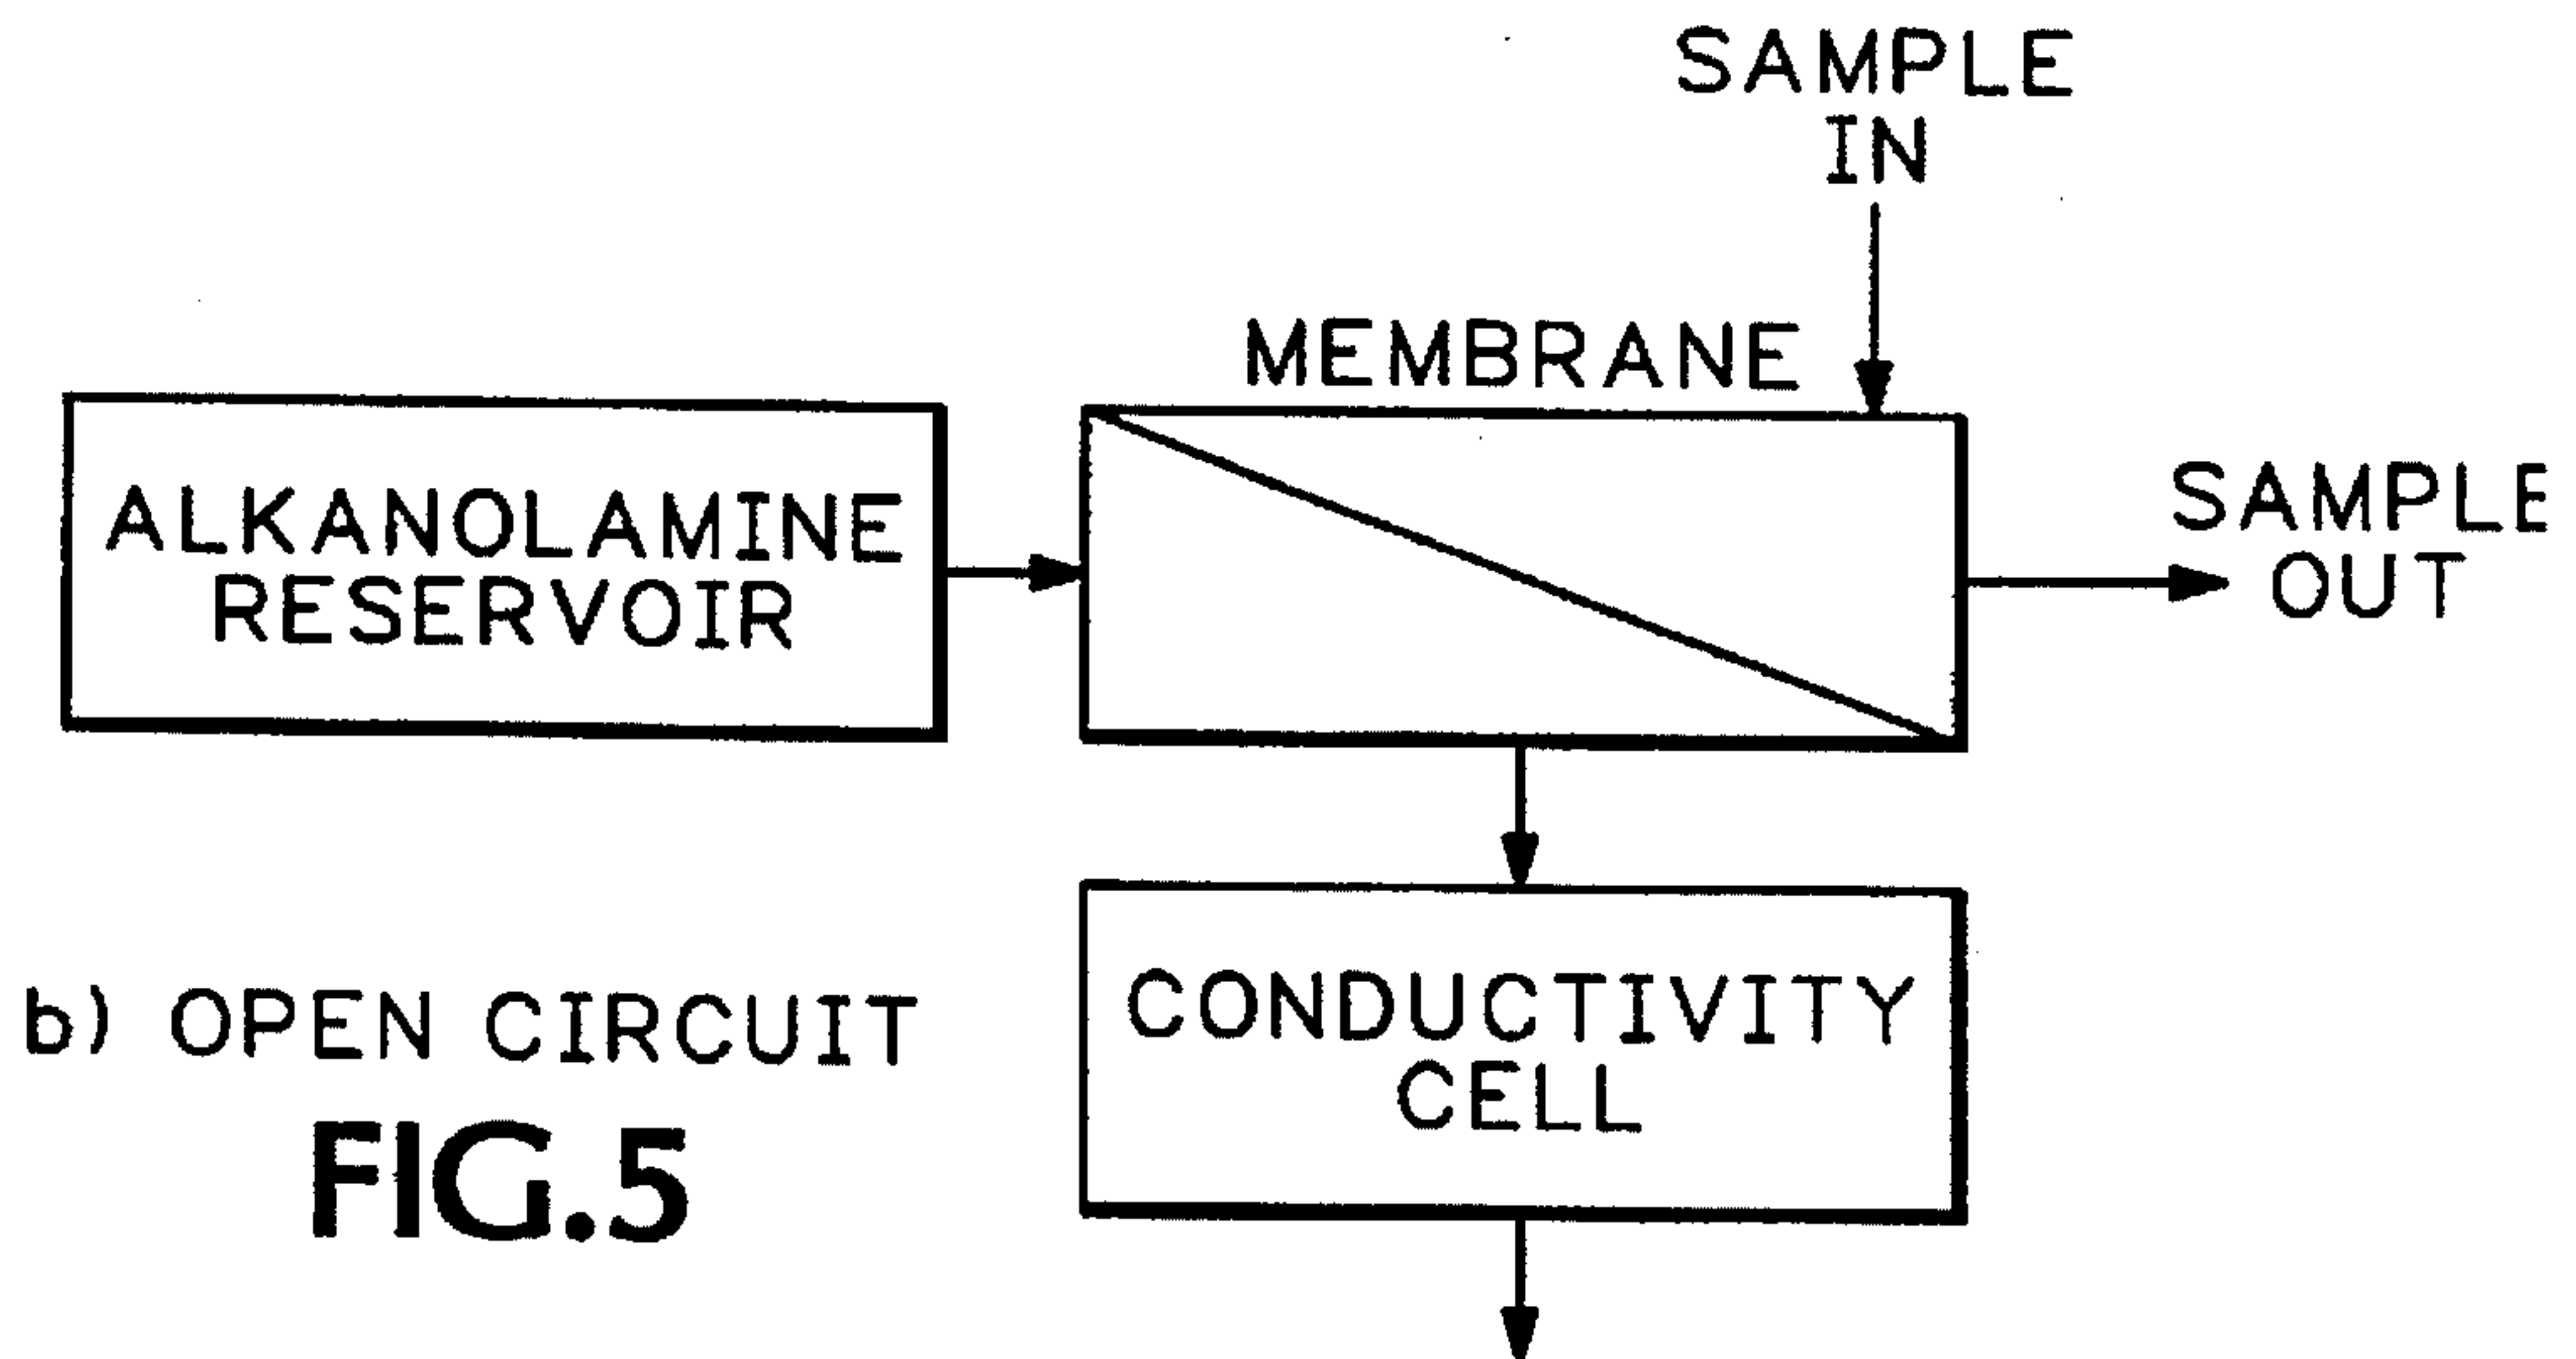 SAMPLE
IN
MEMBRANE
ALKANOLAMINE
RESERVOIR
SAMPLE
OUT
CONDUCTIVITY
CELL
b) OPEN CIRCUIT
FIG.5